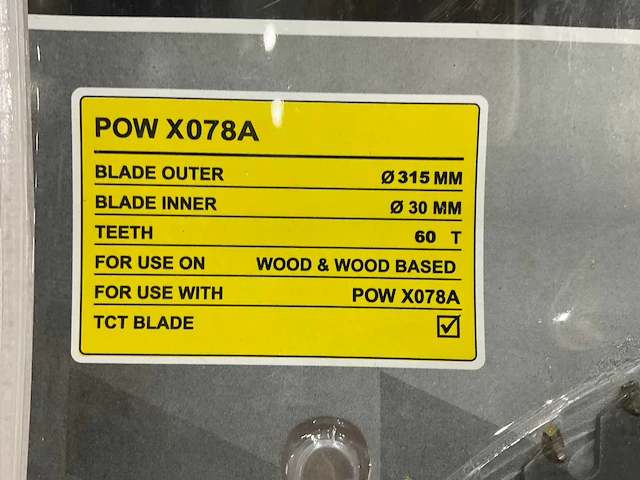 POW X078A
BLADE OUTER Ø 315 MM
BLADE INNER Ø 30 MM
TEETH 60 T
FOR USE ON WOOD & WOOD BASED
FOR USE WITH POW X078A
TCT BLADE ☑